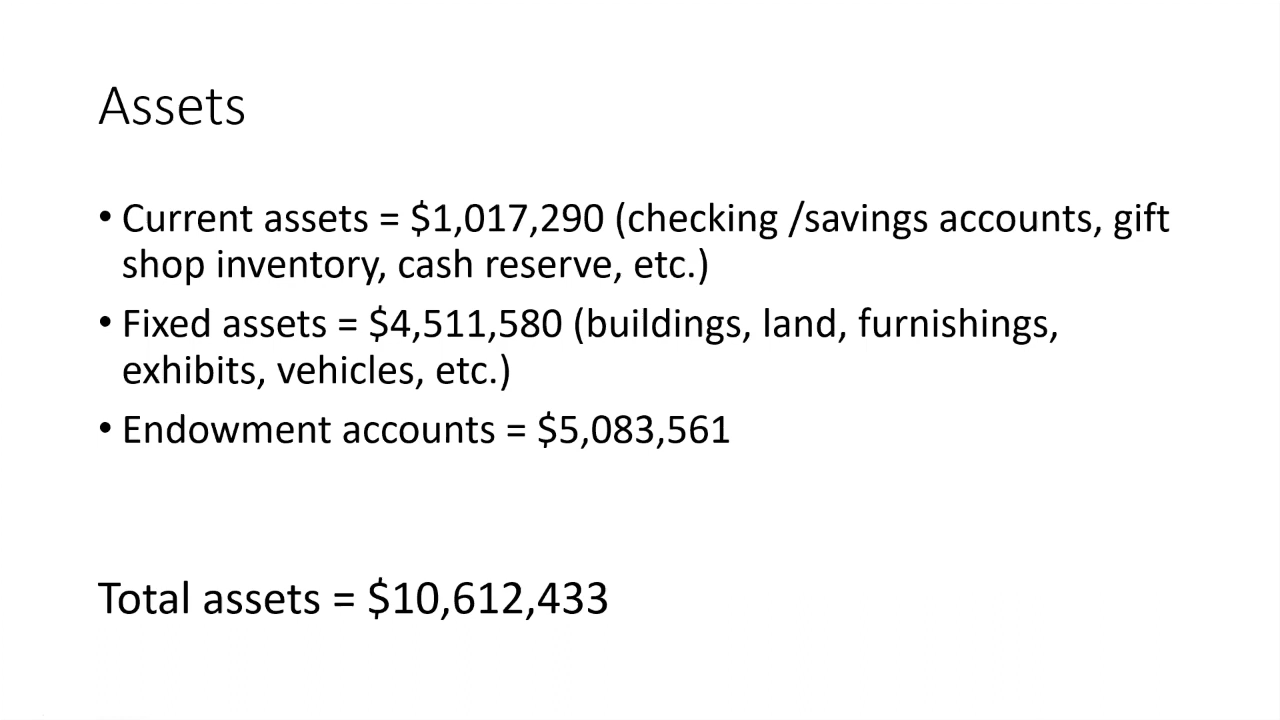 Assets
• Current assets = $1,017,290 (checking /savings accounts, gift
shop inventory, cash reserve, etc.)
• Fixed assets = $4,511,580 (buildings, land, furnishings,
exhibits, vehicles, etc.)
• Endowment accounts = $5,083,561
Total assets = $10,612,433